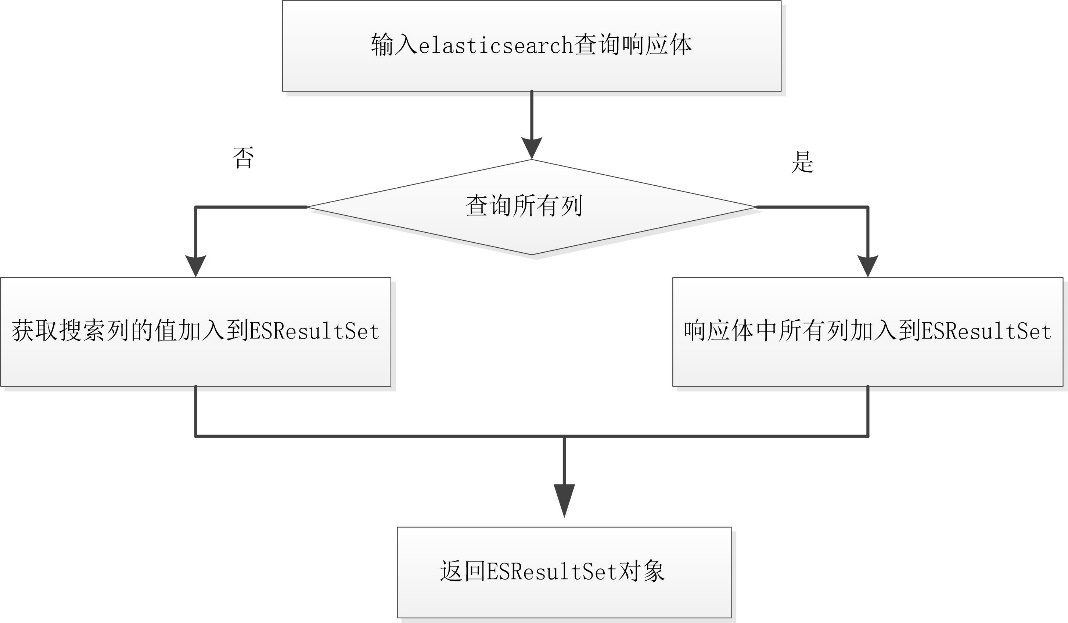 输入elasticsearch查询响应体
否
是
查询所有列
获取搜索列的值加入到ESResultSet
响应体中所有列加入到ESResultSet
返回ESResultSet对象